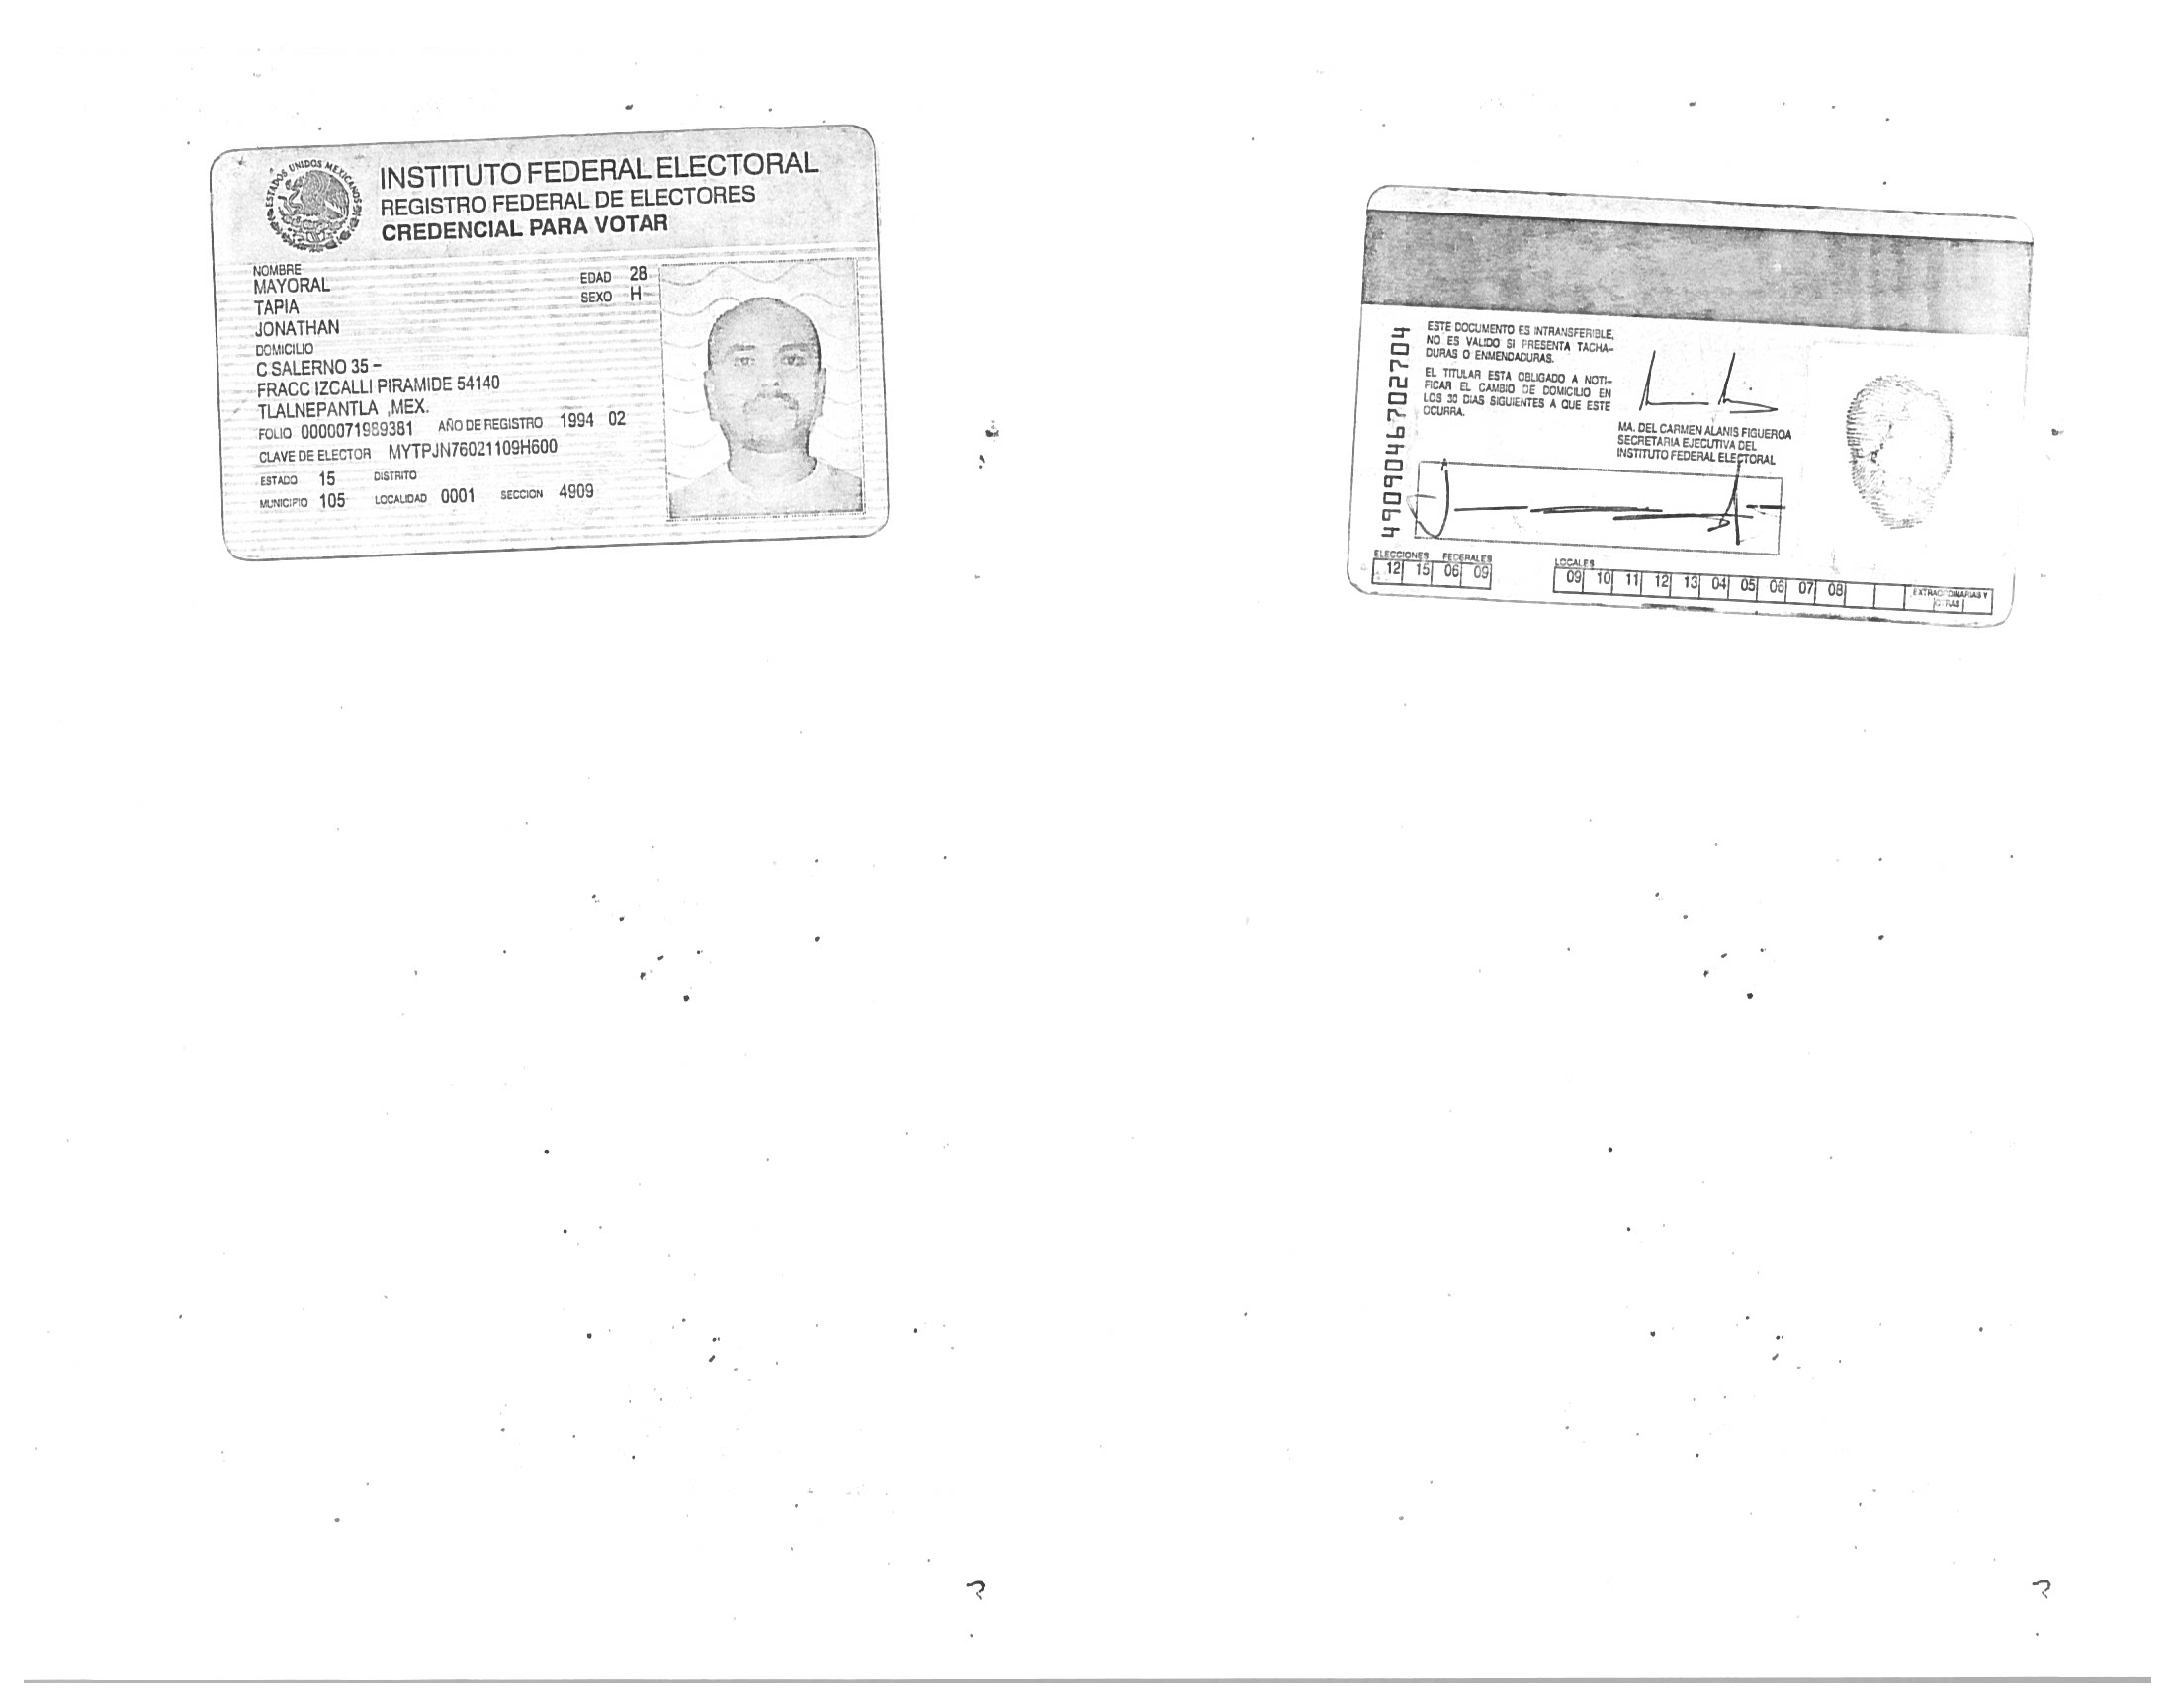 ESTADOS UNIDOS MEXICANOS
INSTITUTO FEDERAL ELECTORAL
REGISTRO FEDERAL DE ELECTORES
CREDENCIAL PARA VOTAR
NOMBRE
MAYORAL
TAPIA
JONATHAN
EDAD 28
SEXO H
DOMICILIO
C SALERNO 35 -
FRACC IZCALLI PIRAMIDE 54140
TLALNEPANTLA ,MEX.
FOLIO 0000071989381 AÑO DE REGISTRO 1994 02
CLAVE DE ELECTOR MYTPJN76021109H600
ESTADO 15 DISTRITO
MUNICIPIO 105 LOCALIDAD 0001 SECCION 4909
4909046702704
ESTE DOCUMENTO ES INTRANSFERIBLE,
NO ES VALIDO SI PRESENTA TACHA-
DURAS O ENMENDADURAS.
EL TITULAR ESTA OBLIGADO A NOTI-
FICAR EL CAMBIO DE DOMICILIO EN
LOS 30 DIAS SIGUIENTES A QUE ESTE
OCURRA.
MA. DEL CARMEN ALANIS FIGUEROA
SECRETARIA EJECUTIVA DEL
INSTITUTO FEDERAL ELECTORAL
ELECCIONES FEDERALES
12 15 06 09
LOCALES
09 10 11 12 13 04 05 06 07 08
EXTRAORDINARIAS Y
OTRAS